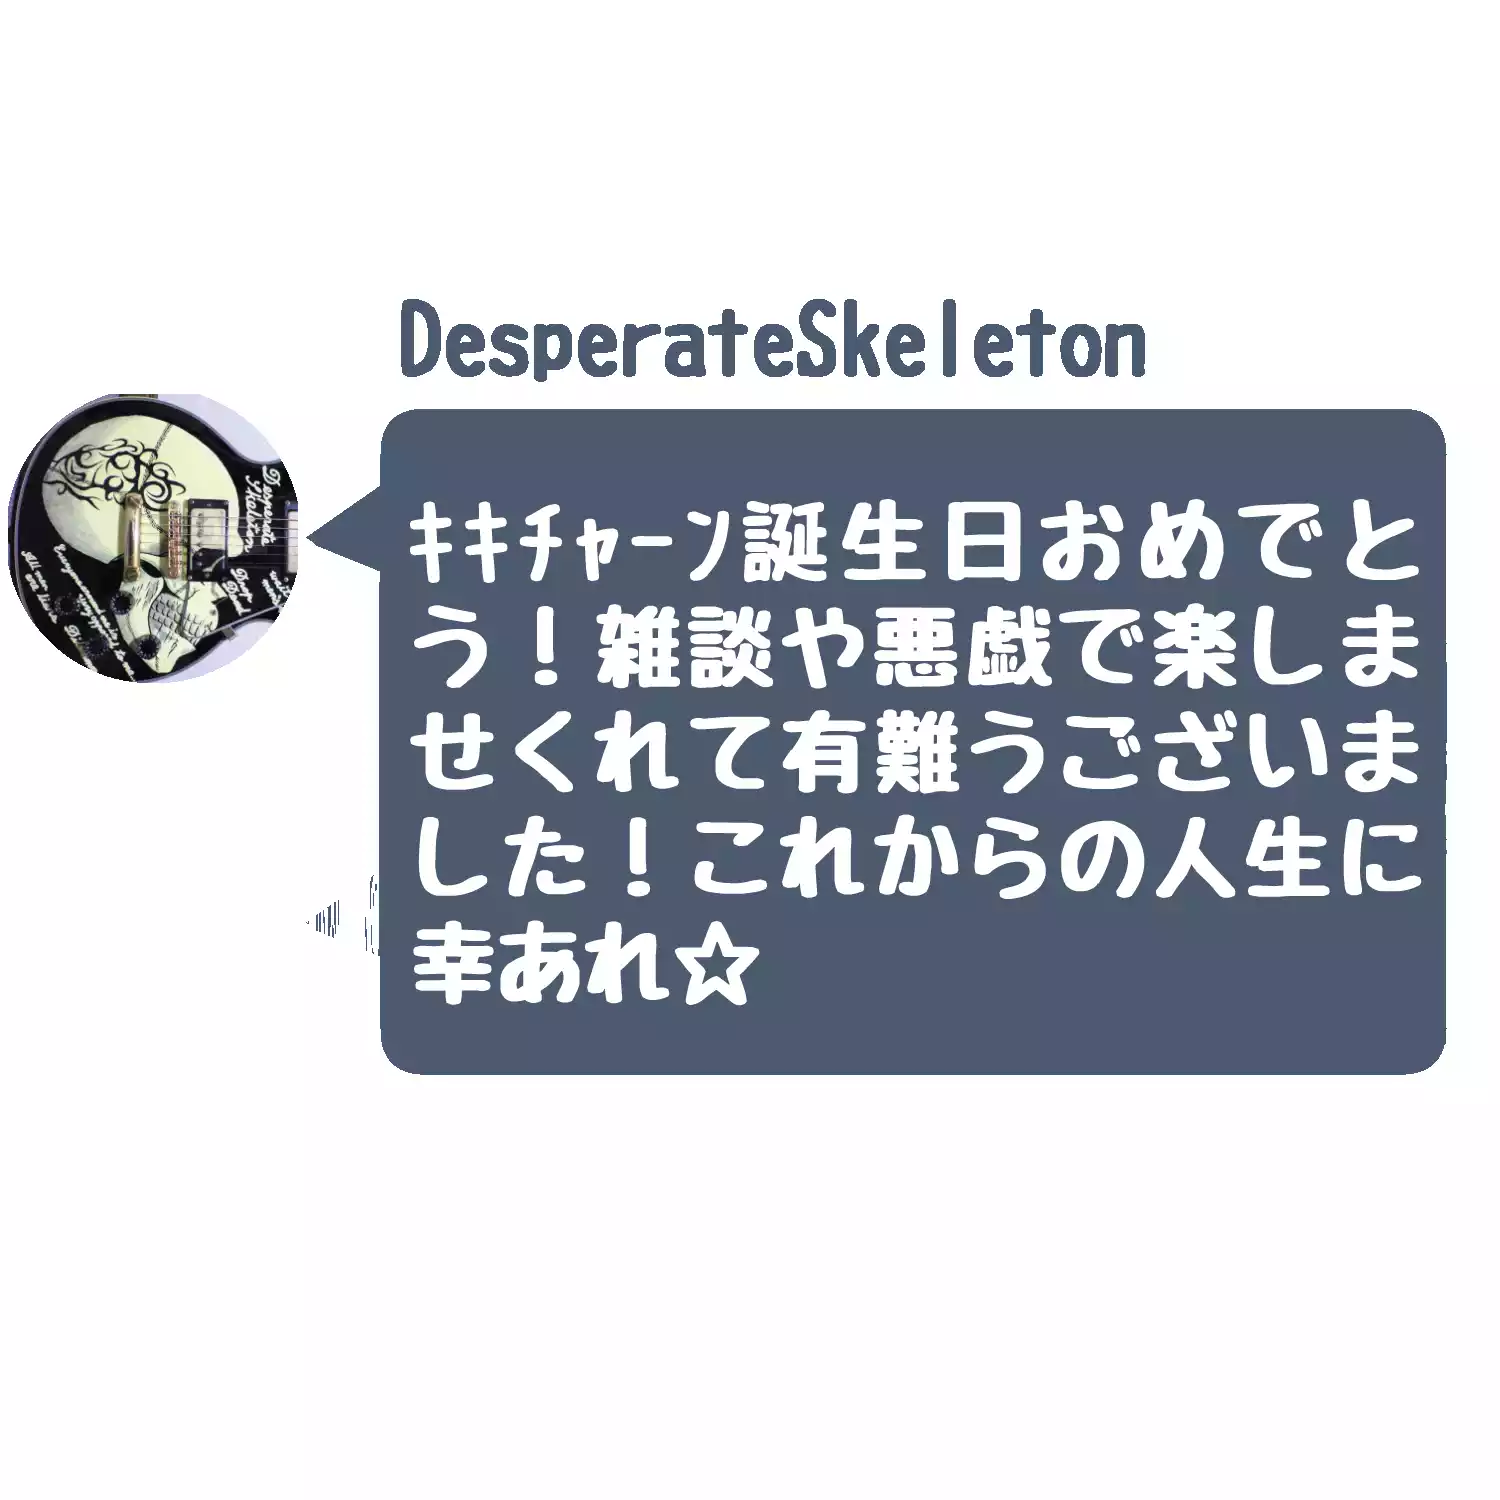 DesperateSkeleton
ｷｷﾁｬｰﾝ誕生日おめでと
う！雑談や悪戯で楽しま
せくれて有難うございま
した！これからの人生に
幸あれ☆
Desperate
Skeleton